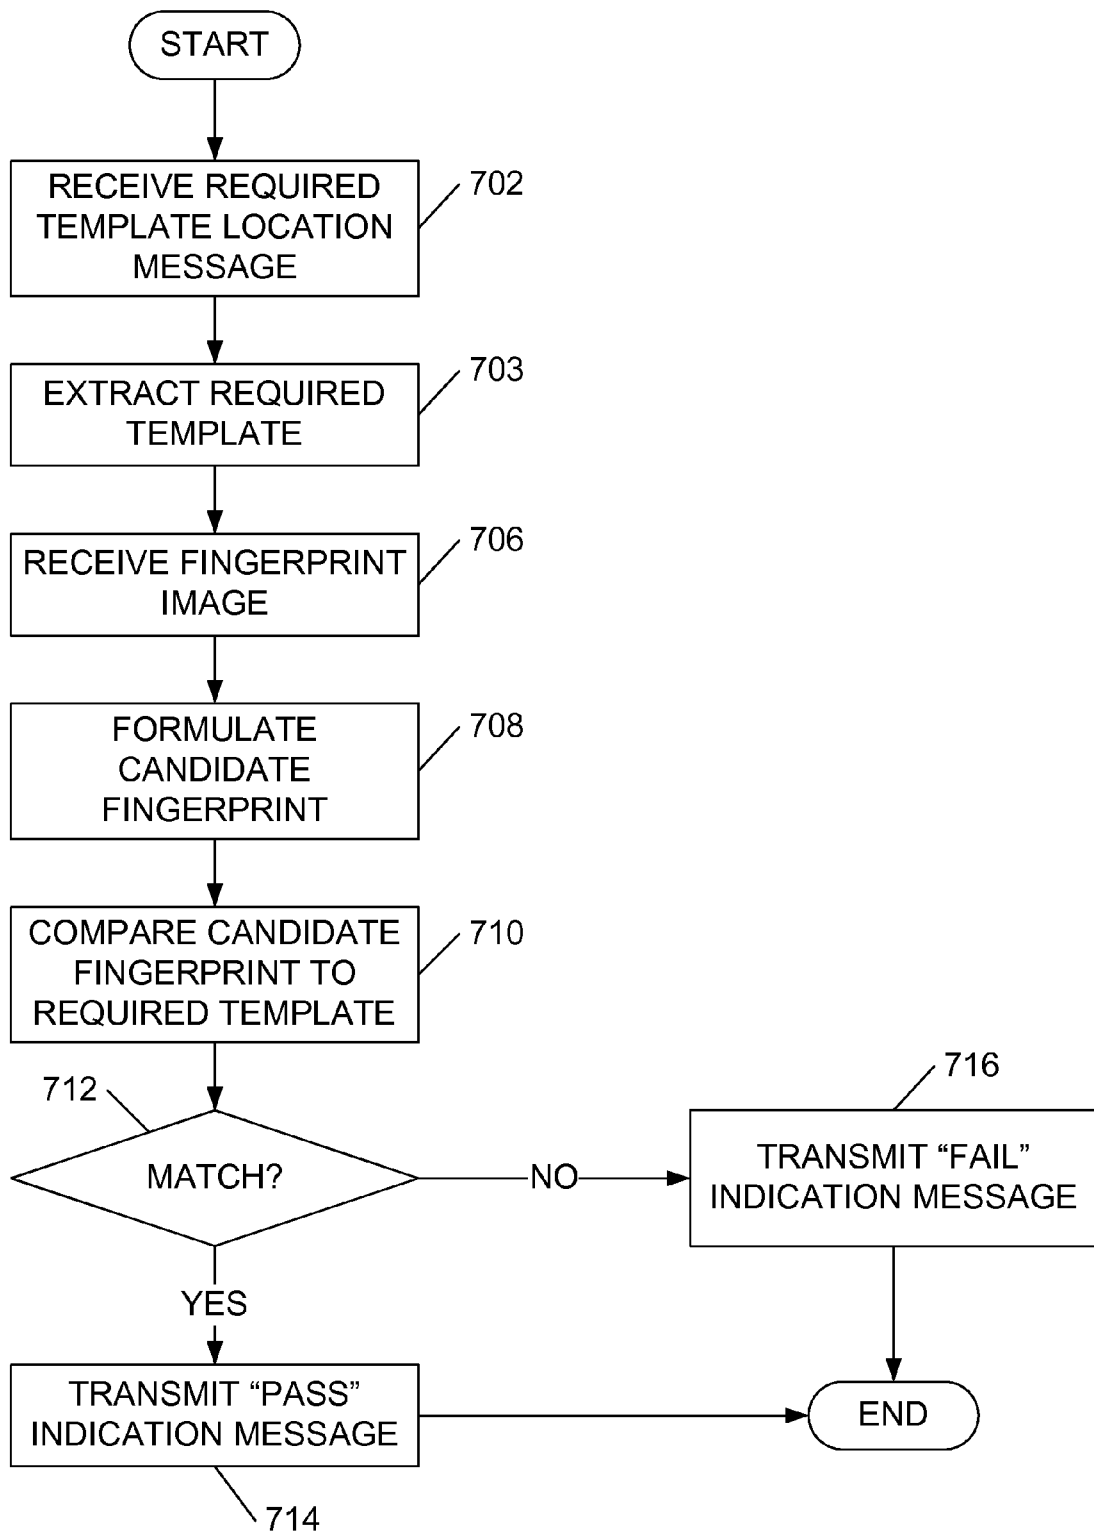 START
RECEIVE REQUIRED
TEMPLATE LOCATION
MESSAGE
702
EXTRACT REQUIRED
TEMPLATE
703
RECEIVE FINGERPRINT
IMAGE
706
FORMULATE
CANDIDATE
FINGERPRINT
708
COMPARE CANDIDATE
FINGERPRINT TO
REQUIRED TEMPLATE
710
712
MATCH?
NO
716
TRANSMIT “FAIL”
INDICATION MESSAGE
YES
TRANSMIT “PASS”
INDICATION MESSAGE
714
END